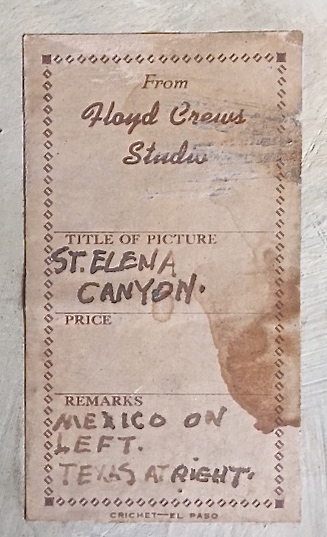 From
Floyd Crews
Studio
TITLE OF PICTURE
ST. ELENA
CANYON.
PRICE
REMARKS
MEXICO ON
LEFT.
TEXAS AT RIGHT.
CRICHET—EL PASO